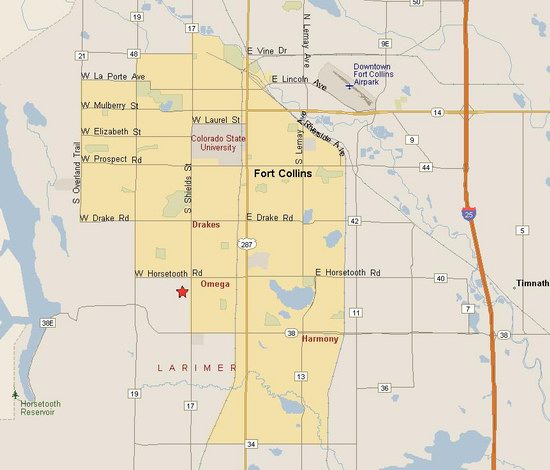 50
19
17
9E
21
48
E Vine Dr
N Lemay Ave
Downtown
Fort Collins
Airpark
W La Porte Ave
E Lincoln Ave
W Mulberry St
14
W Laurel St
Riverside Ave
W Elizabeth St
Colorado State
University
S Lemay Ave
9
44
W Prospect Rd
Fort Collins
S Overland Trail
S Shields St
W Drake Rd
E Drake Rd
Drakes
42
25
5
287
W Horsetooth Rd
E Horsetooth Rd
40
Omega
Timnath
11
7
38E
38
38
Harmony
LARIMER
13
36
19
17
Horsetooth
Reservoir
34